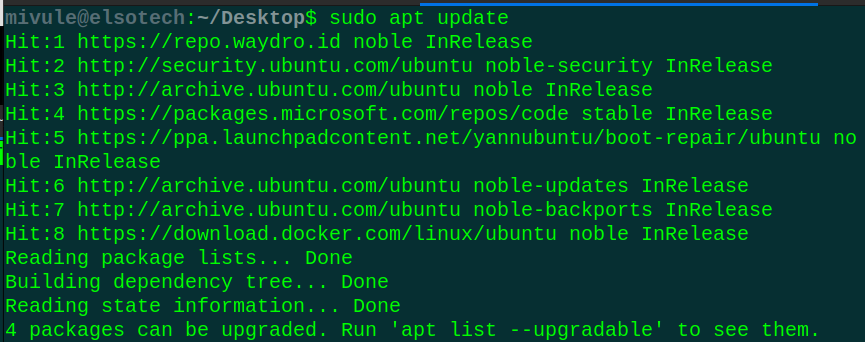 mivule@elsotech:~/Desktop$ sudo apt update
Hit:1 https://repo.waydro.id noble InRelease
Hit:2 http://security.ubuntu.com/ubuntu noble-security InRelease
Hit:3 http://archive.ubuntu.com/ubuntu noble InRelease
Hit:4 https://packages.microsoft.com/repos/code stable InRelease
Hit:5 https://ppa.launchpadcontent.net/yannubuntu/boot-repair/ubuntu no
ble InRelease
Hit:6 http://archive.ubuntu.com/ubuntu noble-updates InRelease
Hit:7 http://archive.ubuntu.com/ubuntu noble-backports InRelease
Hit:8 https://download.docker.com/linux/ubuntu noble InRelease
Reading package lists... Done
Building dependency tree... Done
Reading state information... Done
4 packages can be upgraded. Run 'apt list --upgradable' to see them.